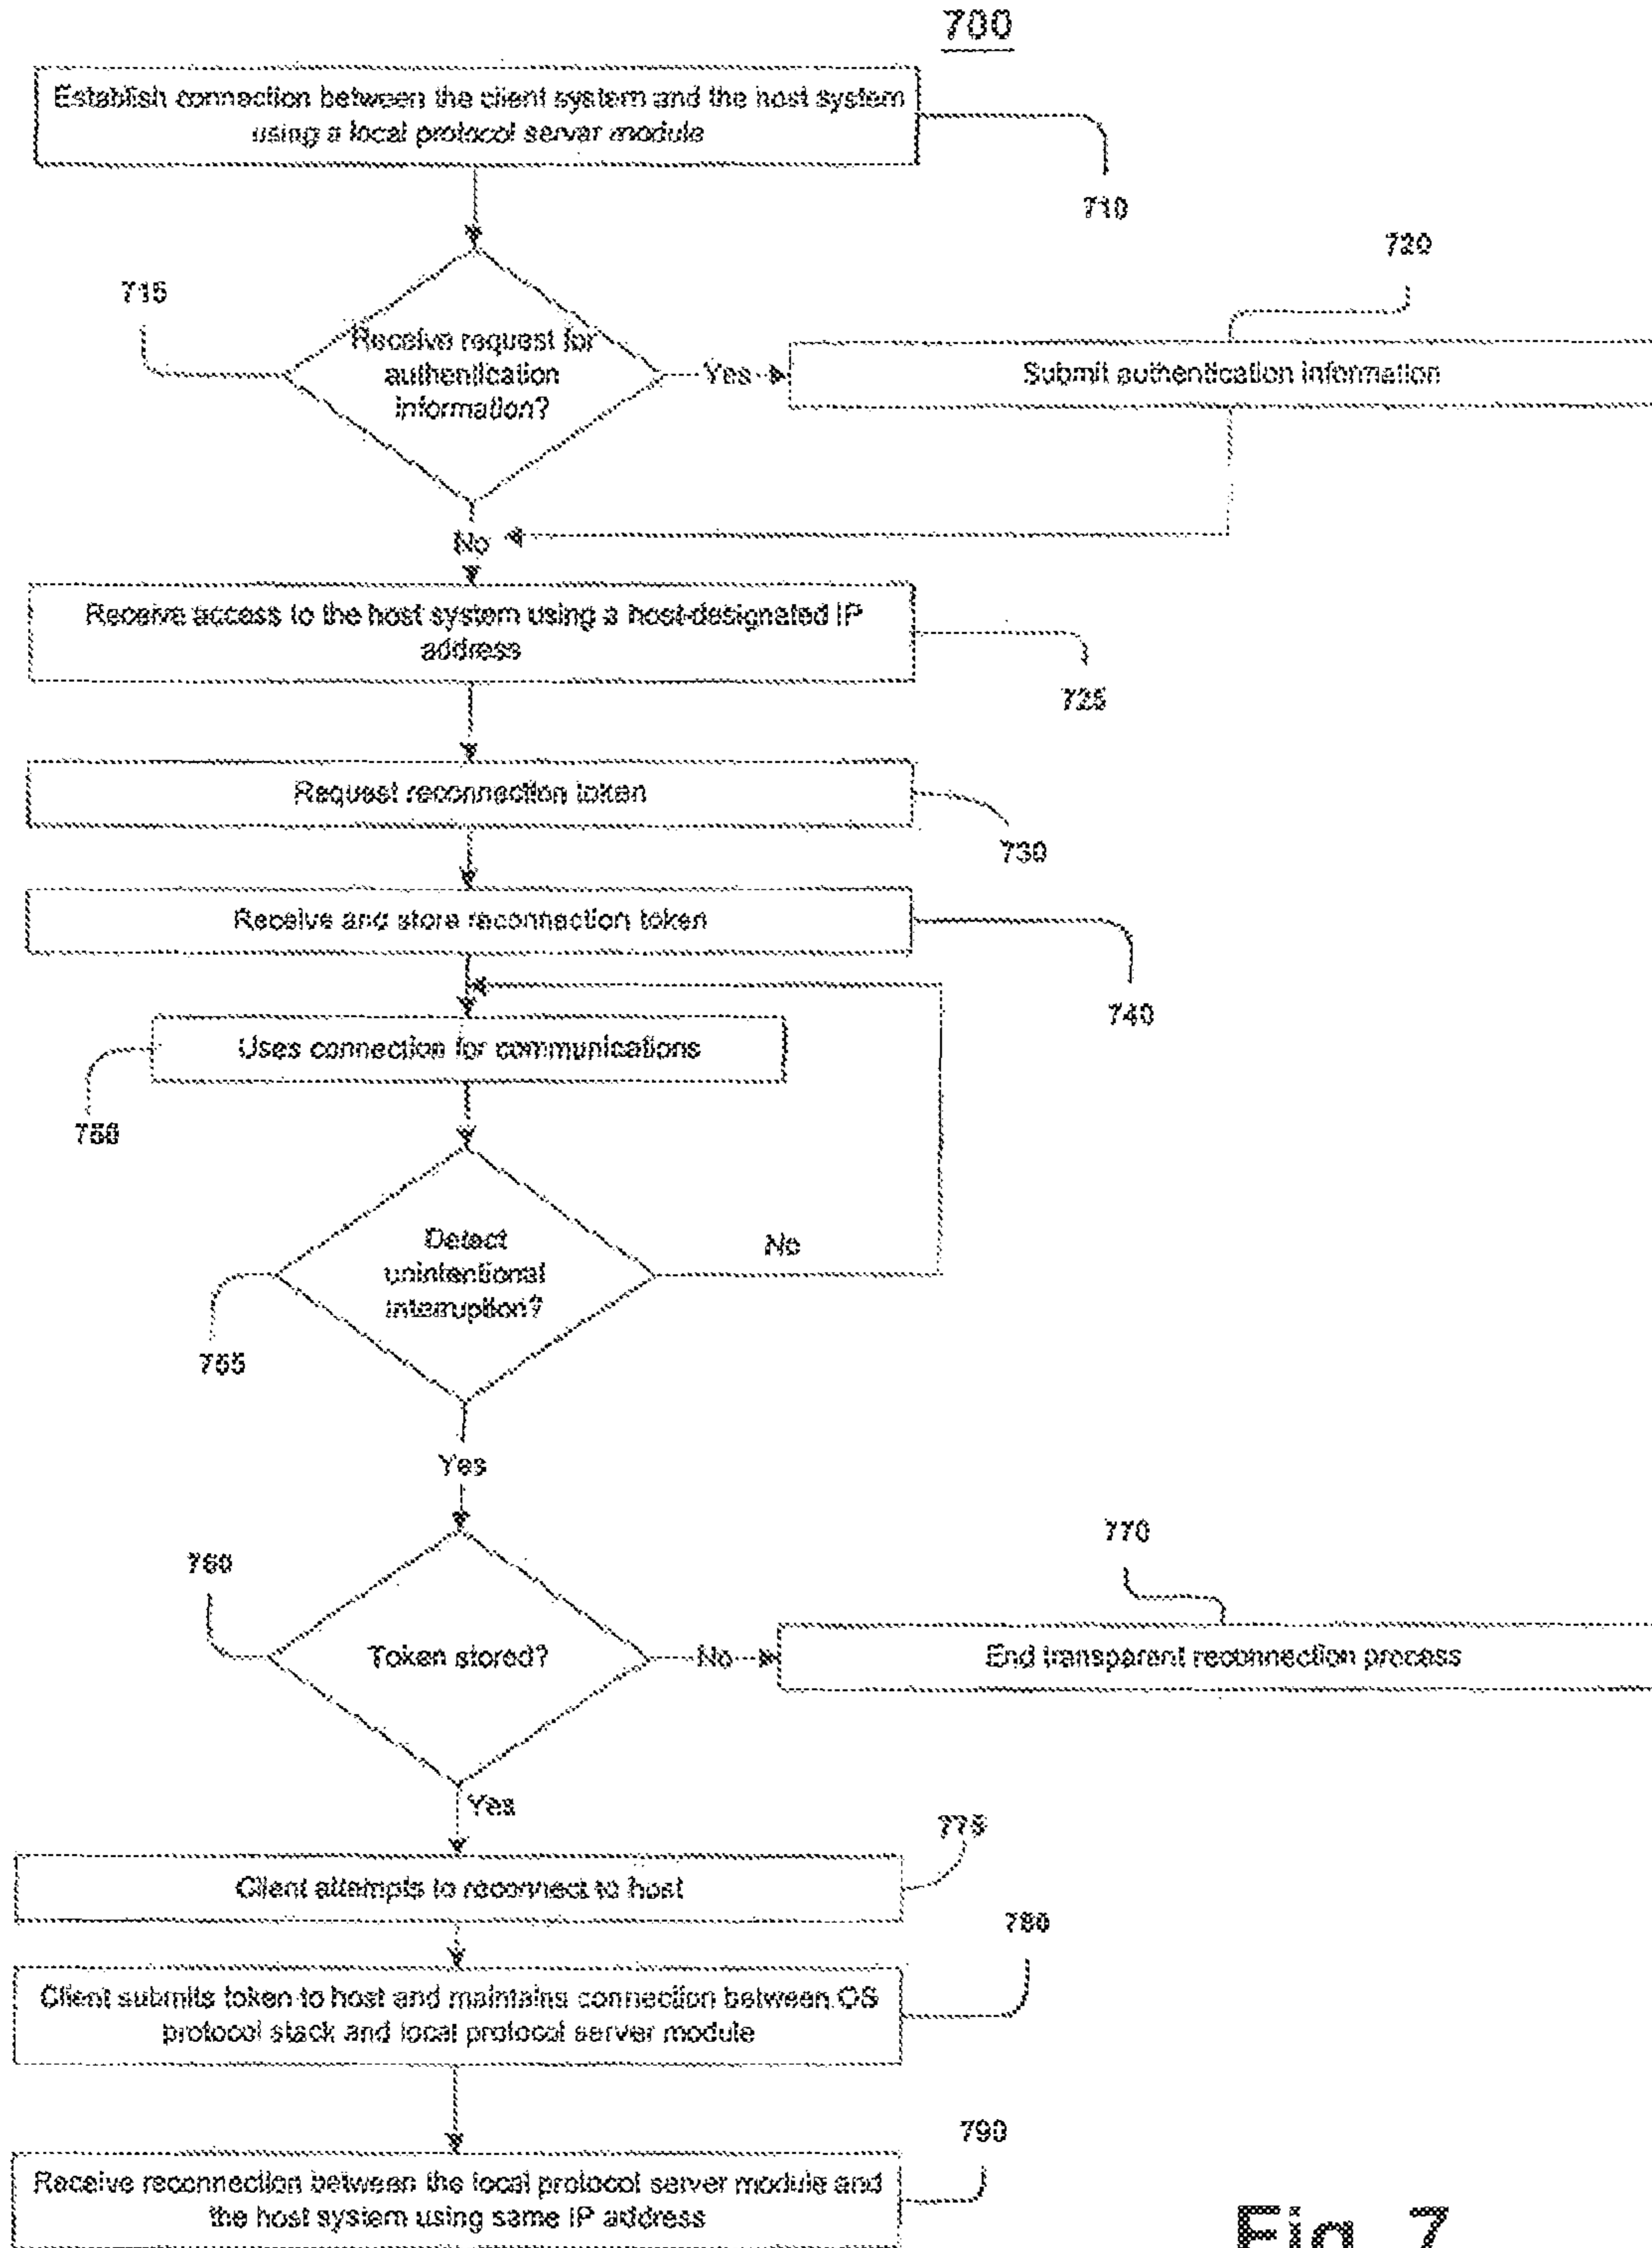 700
Establish connection between the client system and the host system
using a local protocol server module
710
720
715
Receive request for
authentication
information?
Yes
Submit authentication information
No
Receive access to the host system using a host-designated IP
address
725
Request reconnection token
730
Receive and store reconnection token
740
Uses connection for communications
750
Detect
unintentional
interruption?
No
755
Yes
770
760
Token stored?
No
End transparent reconnection process
Yes
775
Client attempts to reconnect to host
780
Client submits token to host and maintains connection between OS
protocol stack and local protocol server module
790
Receive reconnection between the local protocol server module and
the host system using same IP address
Fig. 7